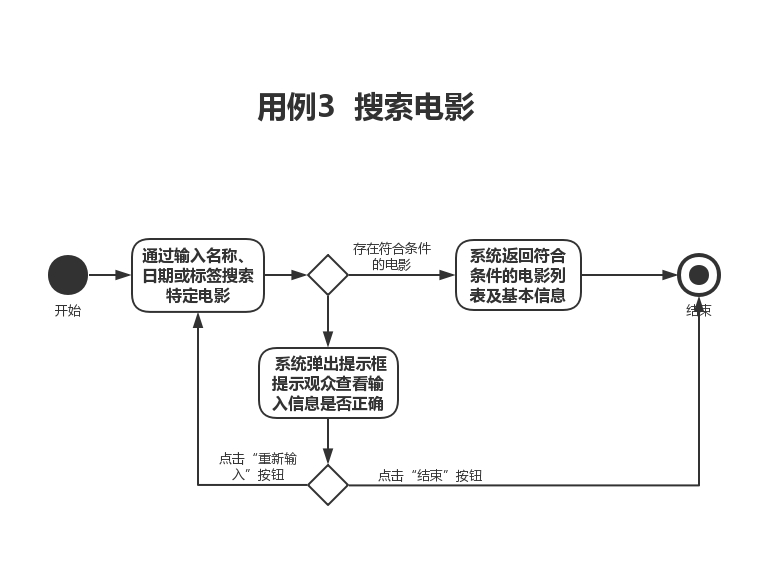 用例3 搜索电影
存在符合条件
的电影
通过输入名称、
日期或标签搜索
特定电影
系统返回符合
条件的电影列
表及基本信息
开始
结束
系统弹出提示框
提示观众查看输
入信息是否正确
点击“重新输
入”按钮
点击“结束”按钮